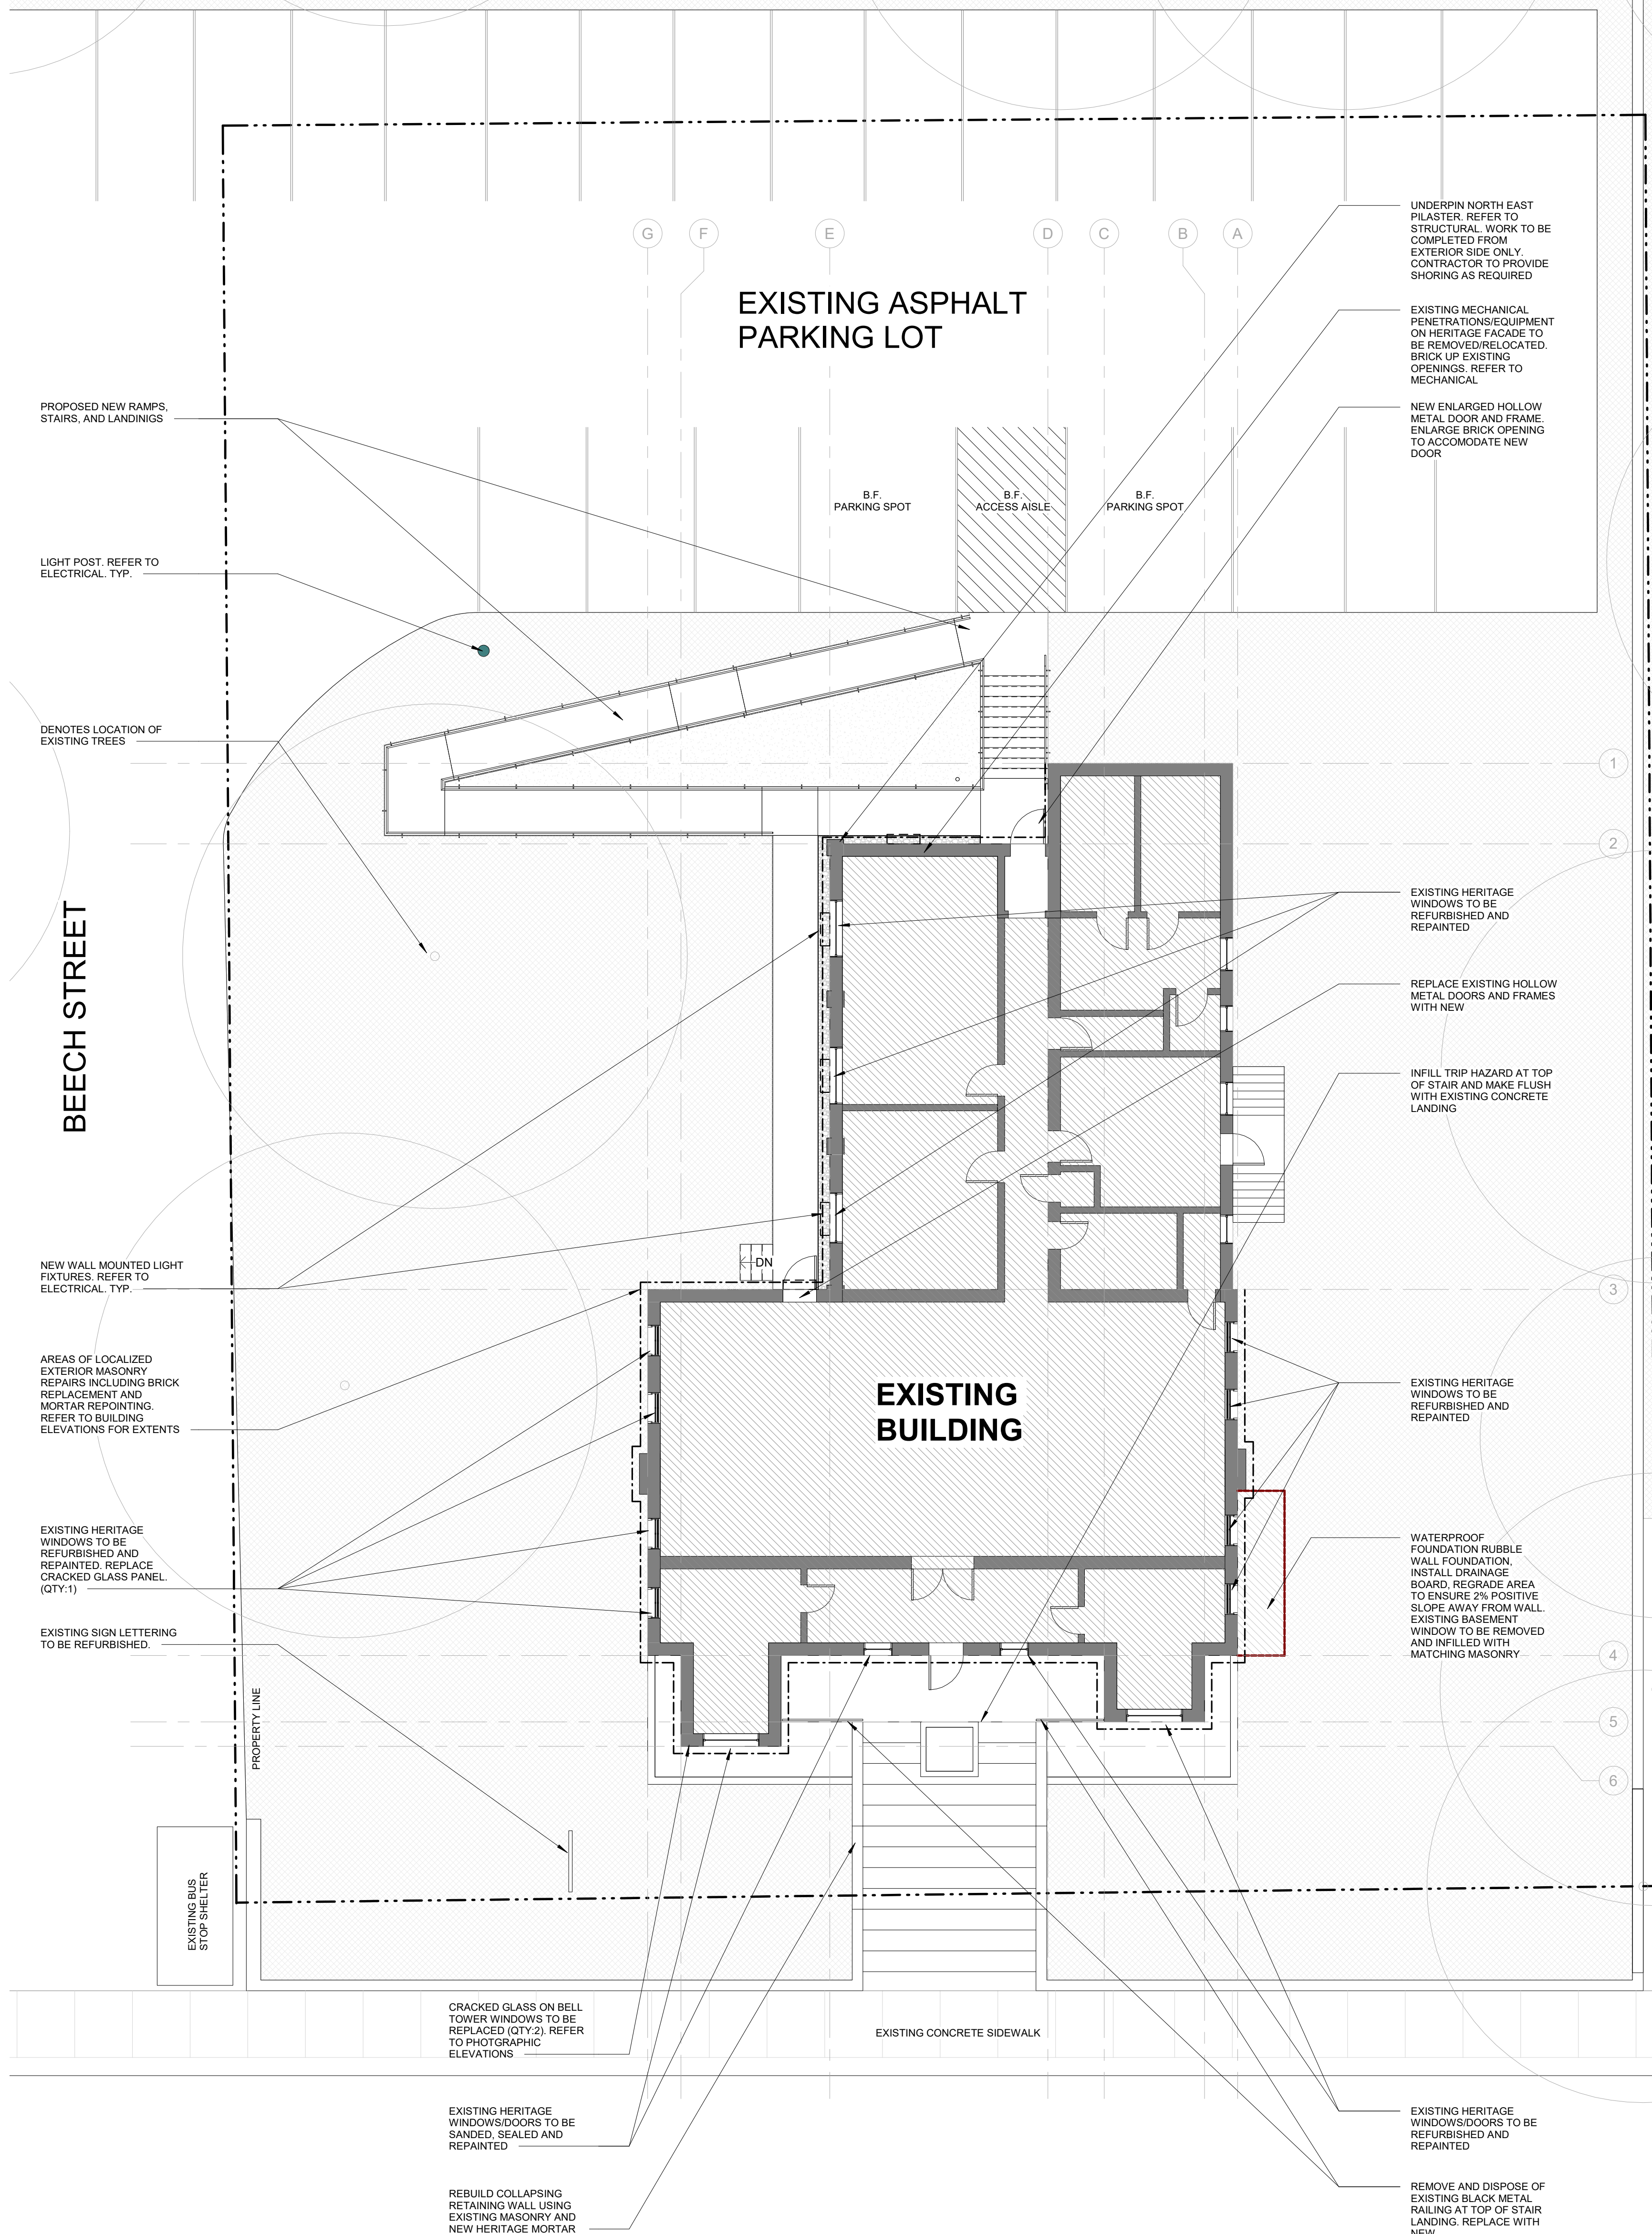 UNDERPIN NORTH EAST
PILASTER. REFER TO
STRUCTURAL. WORK TO BE
COMPLETED FROM
EXTERIOR SIDE ONLY.
CONTRACTOR TO PROVIDE
SHORING AS REQUIRED
G
F
E
D
C
B
A
EXISTING ASPHALT
PARKING LOT
EXISTING MECHANICAL
PENETRATIONS/EQUIPMENT
ON HERITAGE FACADE TO
BE REMOVED/RELOCATED.
BRICK UP EXISTING
OPENINGS. REFER TO
MECHANICAL
PROPOSED NEW RAMPS,
STAIRS, AND LANDINIGS
NEW ENLARGED HOLLOW
METAL DOOR AND FRAME.
ENLARGE BRICK OPENING
TO ACCOMODATE NEW
DOOR
B.F.
PARKING SPOT
B.F.
ACCESS AISLE
B.F.
PARKING SPOT
LIGHT POST. REFER TO
ELECTRICAL. TYP.
DENOTES LOCATION OF
EXISTING TREES
1
2
BEECH STREET
EXISTING HERITAGE
WINDOWS TO BE
REFURBISHED AND
REPAINTED
REPLACE EXISTING HOLLOW
METAL DOORS AND FRAMES
WITH NEW
INFILL TRIP HAZARD AT TOP
OF STAIR AND MAKE FLUSH
WITH EXISTING CONCRETE
LANDING
NEW WALL MOUNTED LIGHT
FIXTURES. REFER TO
ELECTRICAL. TYP.
DN
3
AREAS OF LOCALIZED
EXTERIOR MASONRY
REPAIRS INCLUDING BRICK
REPLACEMENT AND
MORTAR REPOINTING.
REFER TO BUILDING
ELEVATIONS FOR EXTENTS
EXISTING
BUILDING
EXISTING HERITAGE
WINDOWS TO BE
REFURBISHED AND
REPAINTED
EXISTING HERITAGE
WINDOWS TO BE
REFURBISHED AND
REPAINTED. REPLACE
CRACKED GLASS PANEL.
(QTY:1)
WATERPROOF
FOUNDATION RUBBLE
WALL FOUNDATION,
INSTALL DRAINAGE
BOARD, REGRADE AREA
TO ENSURE 2% POSITIVE
SLOPE AWAY FROM WALL.
EXISTING BASEMENT
WINDOW TO BE REMOVED
AND INFILLED WITH
MATCHING MASONRY
EXISTING SIGN LETTERING
TO BE REFURBISHED.
4
PROPERTY LINE
5
6
EXISTING BUS
STOP SHELTER
CRACKED GLASS ON BELL
TOWER WINDOWS TO BE
REPLACED (QTY:2). REFER
TO PHOTGRAPHIC
ELEVATIONS
EXISTING CONCRETE SIDEWALK
EXISTING HERITAGE
WINDOWS/DOORS TO BE
SANDED, SEALED AND
REPAINTED
EXISTING HERITAGE
WINDOWS/DOORS TO BE
REFURBISHED AND
REPAINTED
REBUILD COLLAPSING
RETAINING WALL USING
EXISTING MASONRY AND
NEW HERITAGE MORTAR
REMOVE AND DISPOSE OF
EXISTING BLACK METAL
RAILING AT TOP OF STAIR
LANDING. REPLACE WITH
NEW